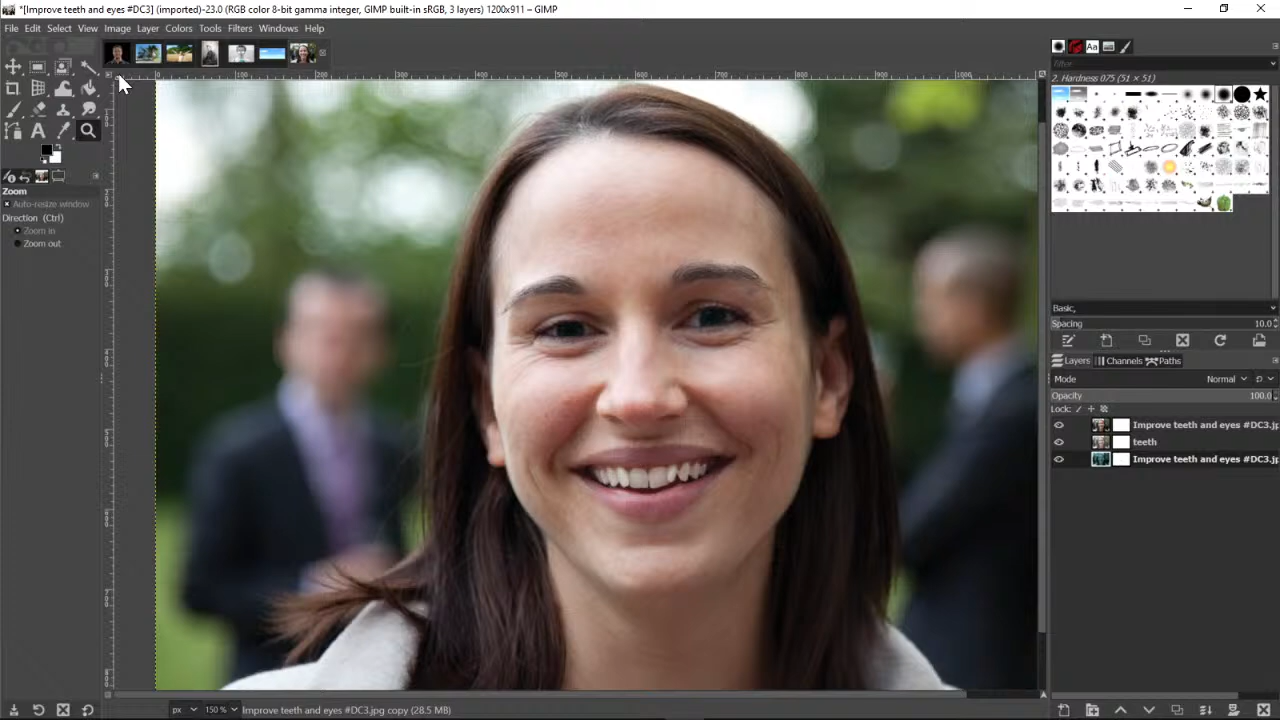 *[Improve teeth and eyes #DC3] (imported)-23.0 (RGB color 8-bit gamma integer, GIMP built-in sRGB, 3 layers) 1200x911 – GIMP
File Edit Select View Image Layer Colors Tools Filters Windows Help
Filter
2. Hardness 075 (51 × 51)
Zoom
Auto-resize window
Direction (Ctrl)
Zoom in
Zoom out
Basic,
Spacing 10.0
Layers Channels Paths
Mode Normal
Opacity 100.0
Lock:
Improve teeth and eyes #DC3.jp
teeth
Improve teeth and eyes #DC3.jp
px 150 % Improve teeth and eyes #DC3.jpg copy (28.5 MB)